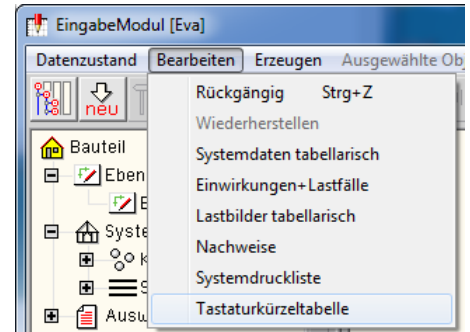 EingabeModul [Eva]
Datenzustand Bearbeiten Erzeugen Ausgewählte Obj
neu
Rückgängig Strg+Z
Wiederherstellen
Systemdaten tabellarisch
Einwirkungen+Lastfälle
Lastbilder tabellarisch
Nachweise
Systemdruckliste
Tastaturkürzeltabelle
Bauteil
Eben
E
Syste
K
S
Ausw